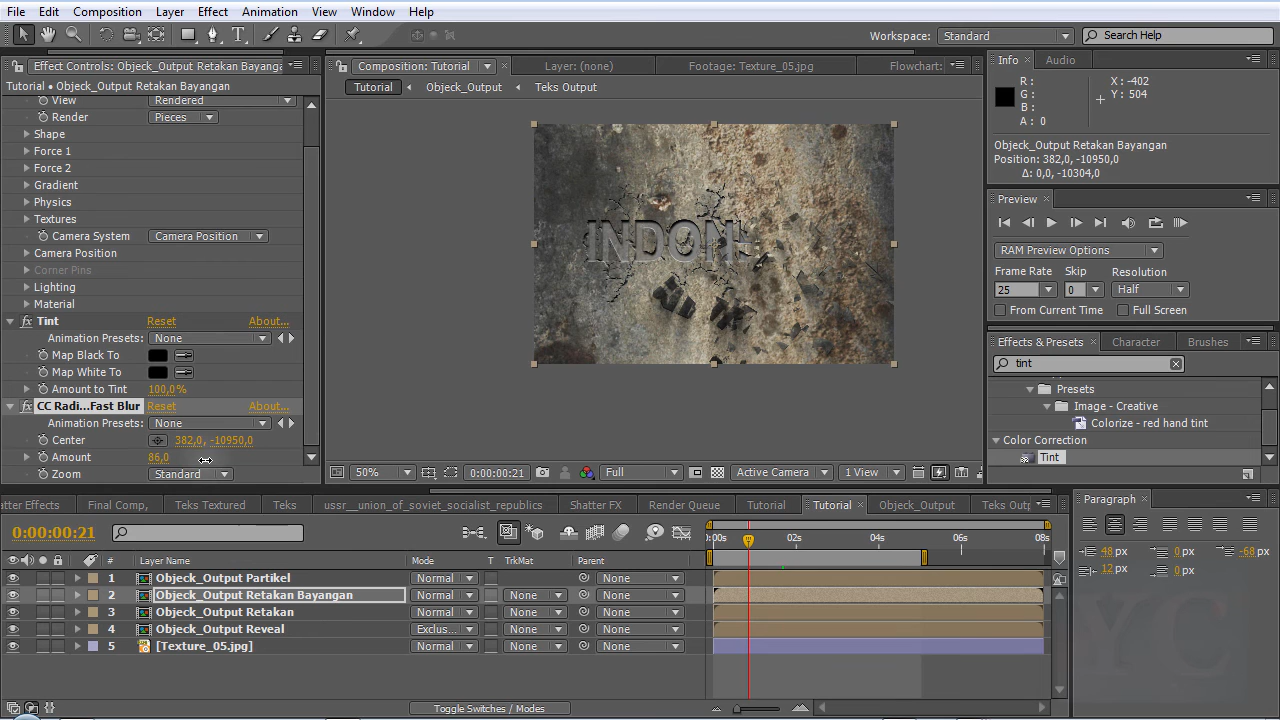 File Edit Composition Layer Effect Animation View Window Help
Workspace: Standard Search Help
Effect Controls: Objeck_Output Retakan Bayanga
Tutorial • Objeck_Output Retakan Bayangan
View Rendered
Render Pieces
Shape
Force 1
Force 2
Gradient
Physics
Textures
Camera System Camera Position
Camera Position
Corner Pins
Lighting
Material
fx Tint Reset About...
Animation Presets: None
Map Black To
Map White To
Amount to Tint 100,0%
fx CC Radi...Fast Blur Reset About...
Animation Presets: None
Center 382,0, -10950,0
Amount 86,0
Zoom Standard
Composition: Tutorial Layer: (none) Footage: Texture_05.jpg Flowchart:
Tutorial Objeck_Output Teks Output
INDON
50% 0:00:00:21 Full Active Camera 1 View
Info Audio
R :
G :
B :
A : 0
X : -402
Y : 504
Objeck_Output Retakan Bayangan
Position: 382,0, -10950,0
Δ: 0,0, -10304,0
Preview
RAM Preview Options
Frame Rate Skip Resolution
25 0 Half
From Current Time Full Screen
Effects & Presets Character Brushes
tint
Presets
Image - Creative
Colorize - red hand tint
Color Correction
Tint
atter Effects Final Comp, Teks Textured Teks ussr__union_of_soviet_socialist_republics Shatter FX Render Queue Tutorial Tutorial Objeck_Output Teks Outp
0:00:00:21
# Layer Name Mode T TrkMat Parent
1 Objeck_Output Partikel Normal None
2 Objeck_Output Retakan Bayangan Normal None None
3 Objeck_Output Retakan Normal None None
4 Objeck_Output Reveal Exclus... None None
5 [Texture_05.jpg] Normal None None
):00s 02s 04s 06s 08s
Toggle Switches / Modes
Paragraph
48 px 0 px -68 px
12 px 0 px